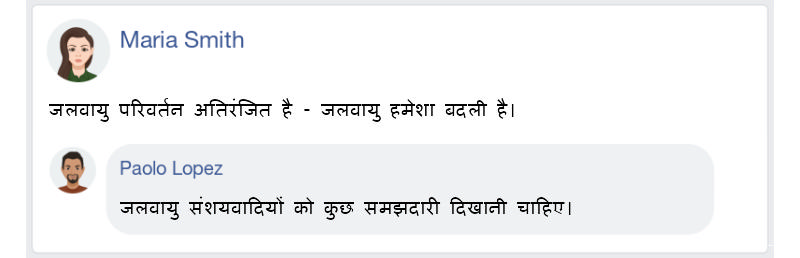 Maria Smith
जलवायु परिवर्तन अतिरंजित है - जलवायु हमेशा बदली है।
Paolo Lopez
जलवायु संशयवादियों को कुछ समझदारी दिखानी चाहिए।